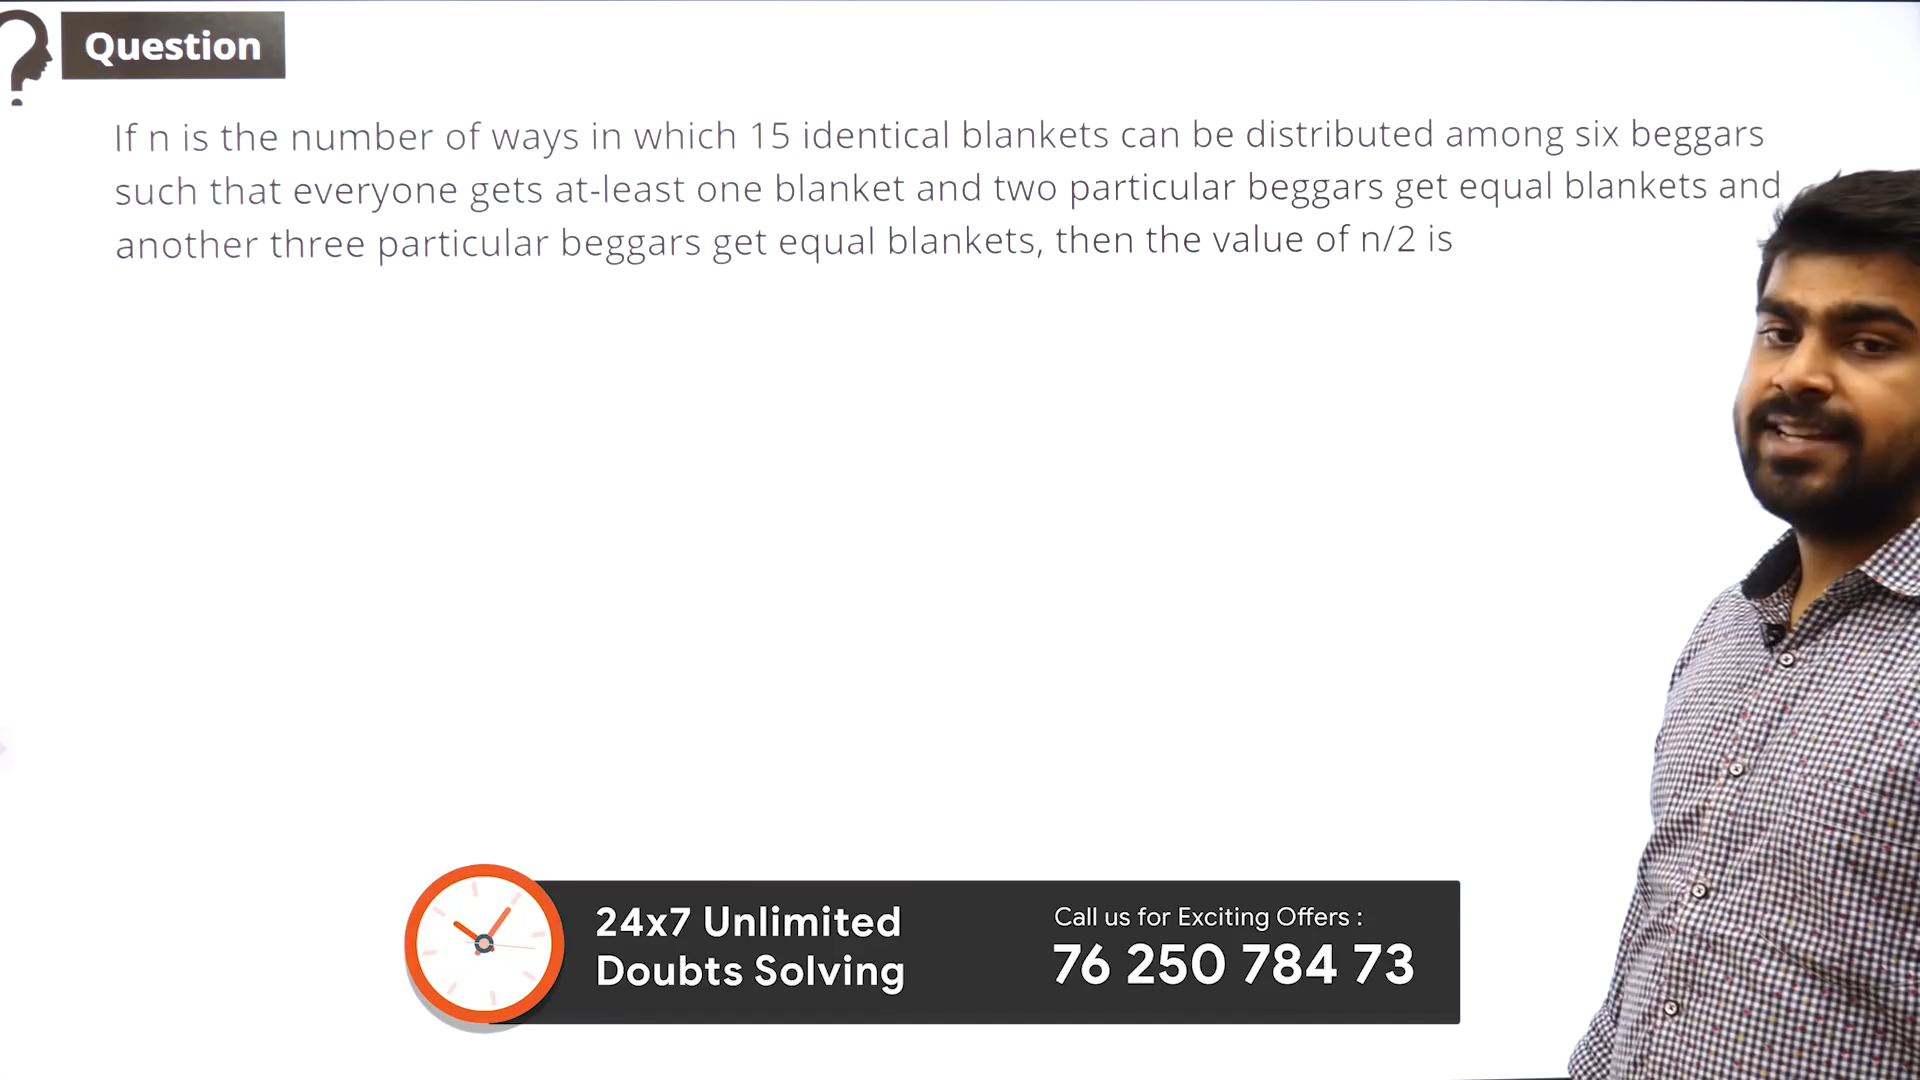 Question
If n is the number of ways in which 15 identical blankets can be distributed among six beggars
such that everyone gets at-least one blanket and two particular beggars get equal blankets and
another three particular beggars get equal blankets, then the value of n/2 is
24x7 Unlimited
Doubts Solving
Call us for Exciting Offers :
76 250 784 73